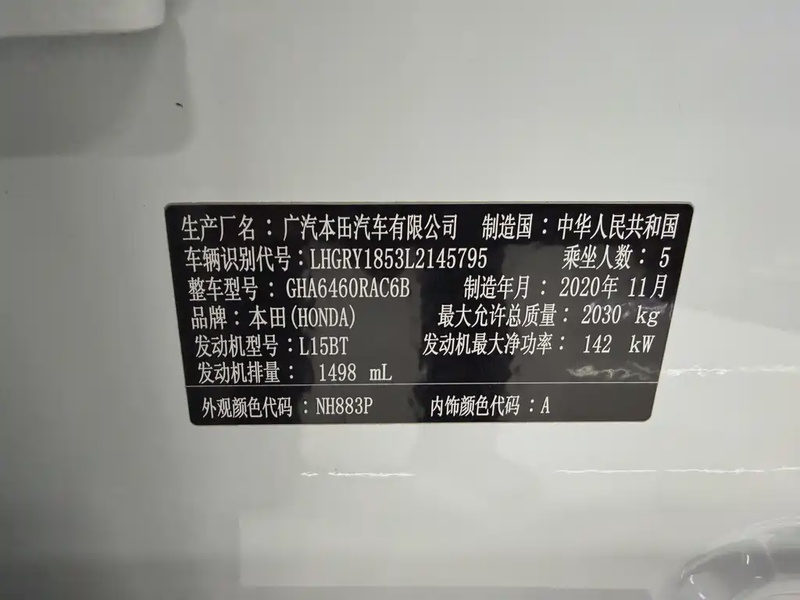 生产厂名：广汽本田汽车有限公司 制造国：中华人民共和国
车辆识别代号：LHGRY1853L2145795 乘坐人数：5
整车型号：GHA6460RAC6B 制造年月：2020年11月
品牌：本田(HONDA) 最大允许总质量：2030 kg
发动机型号：L15BT 发动机最大净功率：142 kW
发动机排量：1498 mL
外观颜色代码：NH883P 内饰颜色代码：A